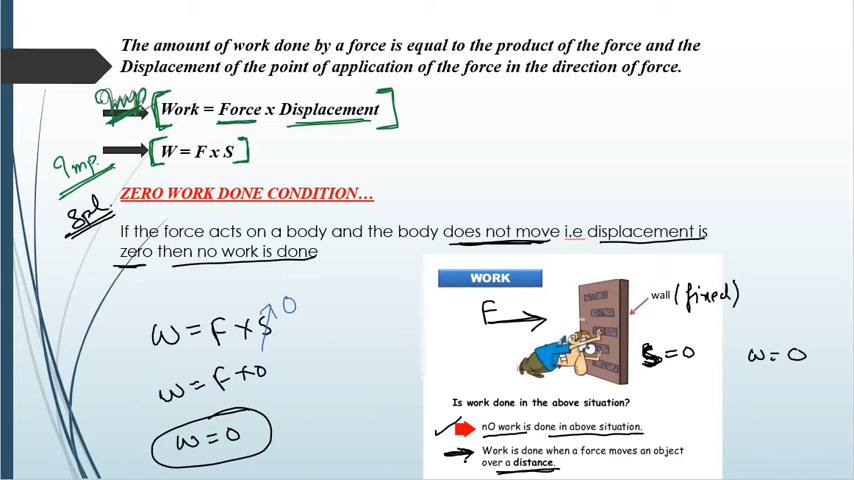 The amount of work done by a force is equal to the product of the force and the
Displacement of the point of application of the force in the direction of force.
Imp.
Work = Force x Displacement
W = F x S
Imp.
ZERO WORK DONE CONDITION…
Spl.
If the force acts on a body and the body does not move i.e displacement is
zero then no work is done
WORK
F
wall (fixed)
S = 0
W = 0
W = F x S 0
W = F x 0
W = 0
Is work done in the above situation?
nO work is done in above situation.
Work is done when a force moves an object
over a distance.